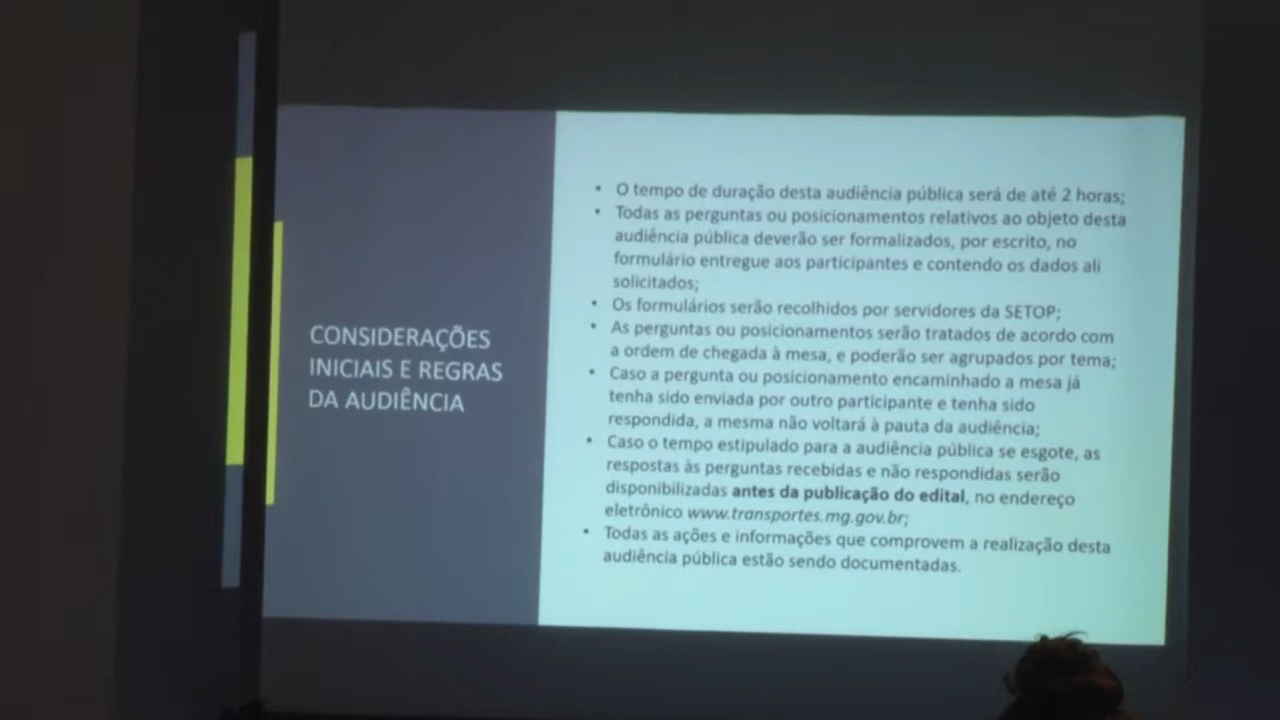 CONSIDERAÇÕES
INICIAIS E REGRAS
DA AUDIÊNCIA
• O tempo de duração desta audiência pública será de até 2 horas;
• Todas as perguntas ou posicionamentos relativos ao objeto desta
audiência pública deverão ser formalizados, por escrito, no
formulário entregue aos participantes e contendo os dados ali
solicitados;
• Os formulários serão recolhidos por servidores da SETOP;
• As perguntas ou posicionamentos serão tratados de acordo com
a ordem de chegada à mesa, e poderão ser agrupados por tema;
• Caso a pergunta ou posicionamento encaminhado a mesa já
tenha sido enviada por outro participante e tenha sido
respondida, a mesma não voltará à pauta da audiência;
• Caso o tempo estipulado para a audiência pública se esgote, as
respostas às perguntas recebidas e não respondidas serão
disponibilizadas antes da publicação do edital, no endereço
eletrônico www.transportes.mg.gov.br;
• Todas as ações e informações que comprovem a realização desta
audiência pública estão sendo documentadas.